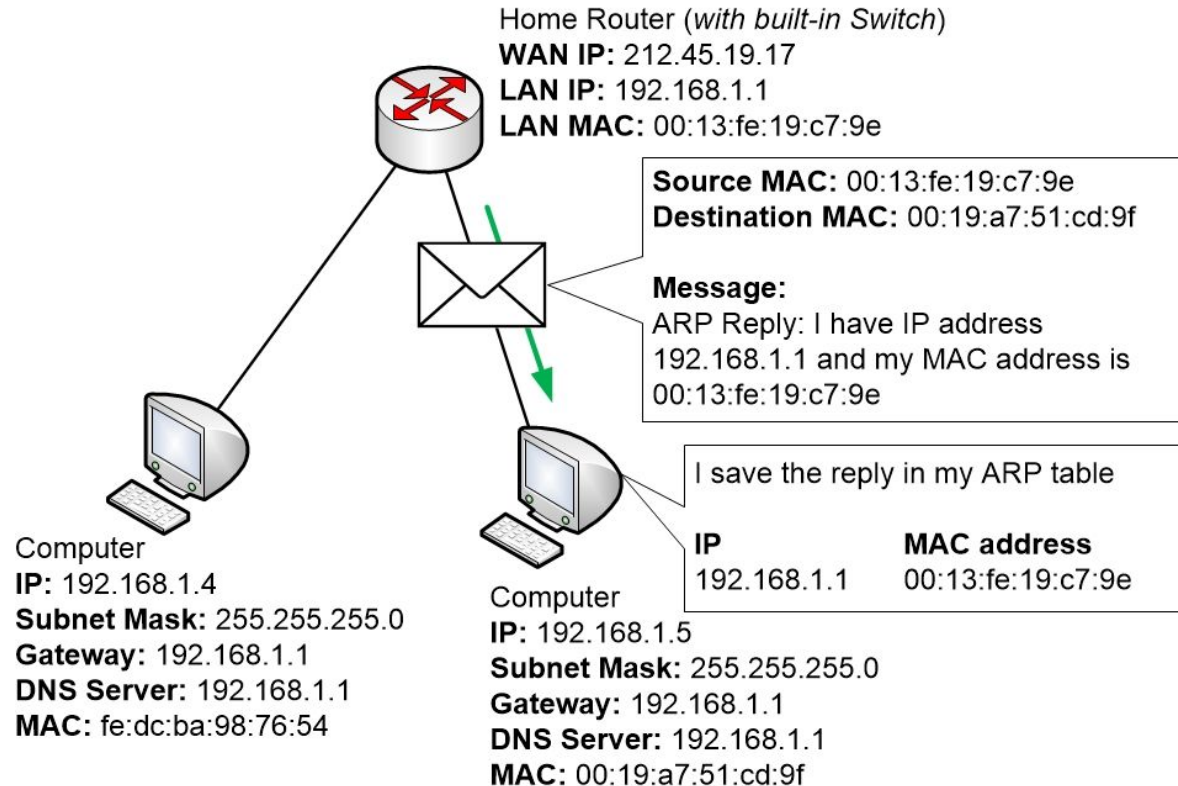 Home Router (with built-in Switch)
WAN IP: 212.45.19.17
LAN IP: 192.168.1.1
LAN MAC: 00:13:fe:19:c7:9e
Source MAC: 00:13:fe:19:c7:9e
Destination MAC: 00:19:a7:51:cd:9f
Message:
ARP Reply: I have IP address
192.168.1.1 and my MAC address is
00:13:fe:19:c7:9e
I save the reply in my ARP table
IP MAC address
192.168.1.1 00:13:fe:19:c7:9e
Computer
IP: 192.168.1.4
Subnet Mask: 255.255.255.0
Gateway: 192.168.1.1
DNS Server: 192.168.1.1
MAC: fe:dc:ba:98:76:54
Computer
IP: 192.168.1.5
Subnet Mask: 255.255.255.0
Gateway: 192.168.1.1
DNS Server: 192.168.1.1
MAC: 00:19:a7:51:cd:9f